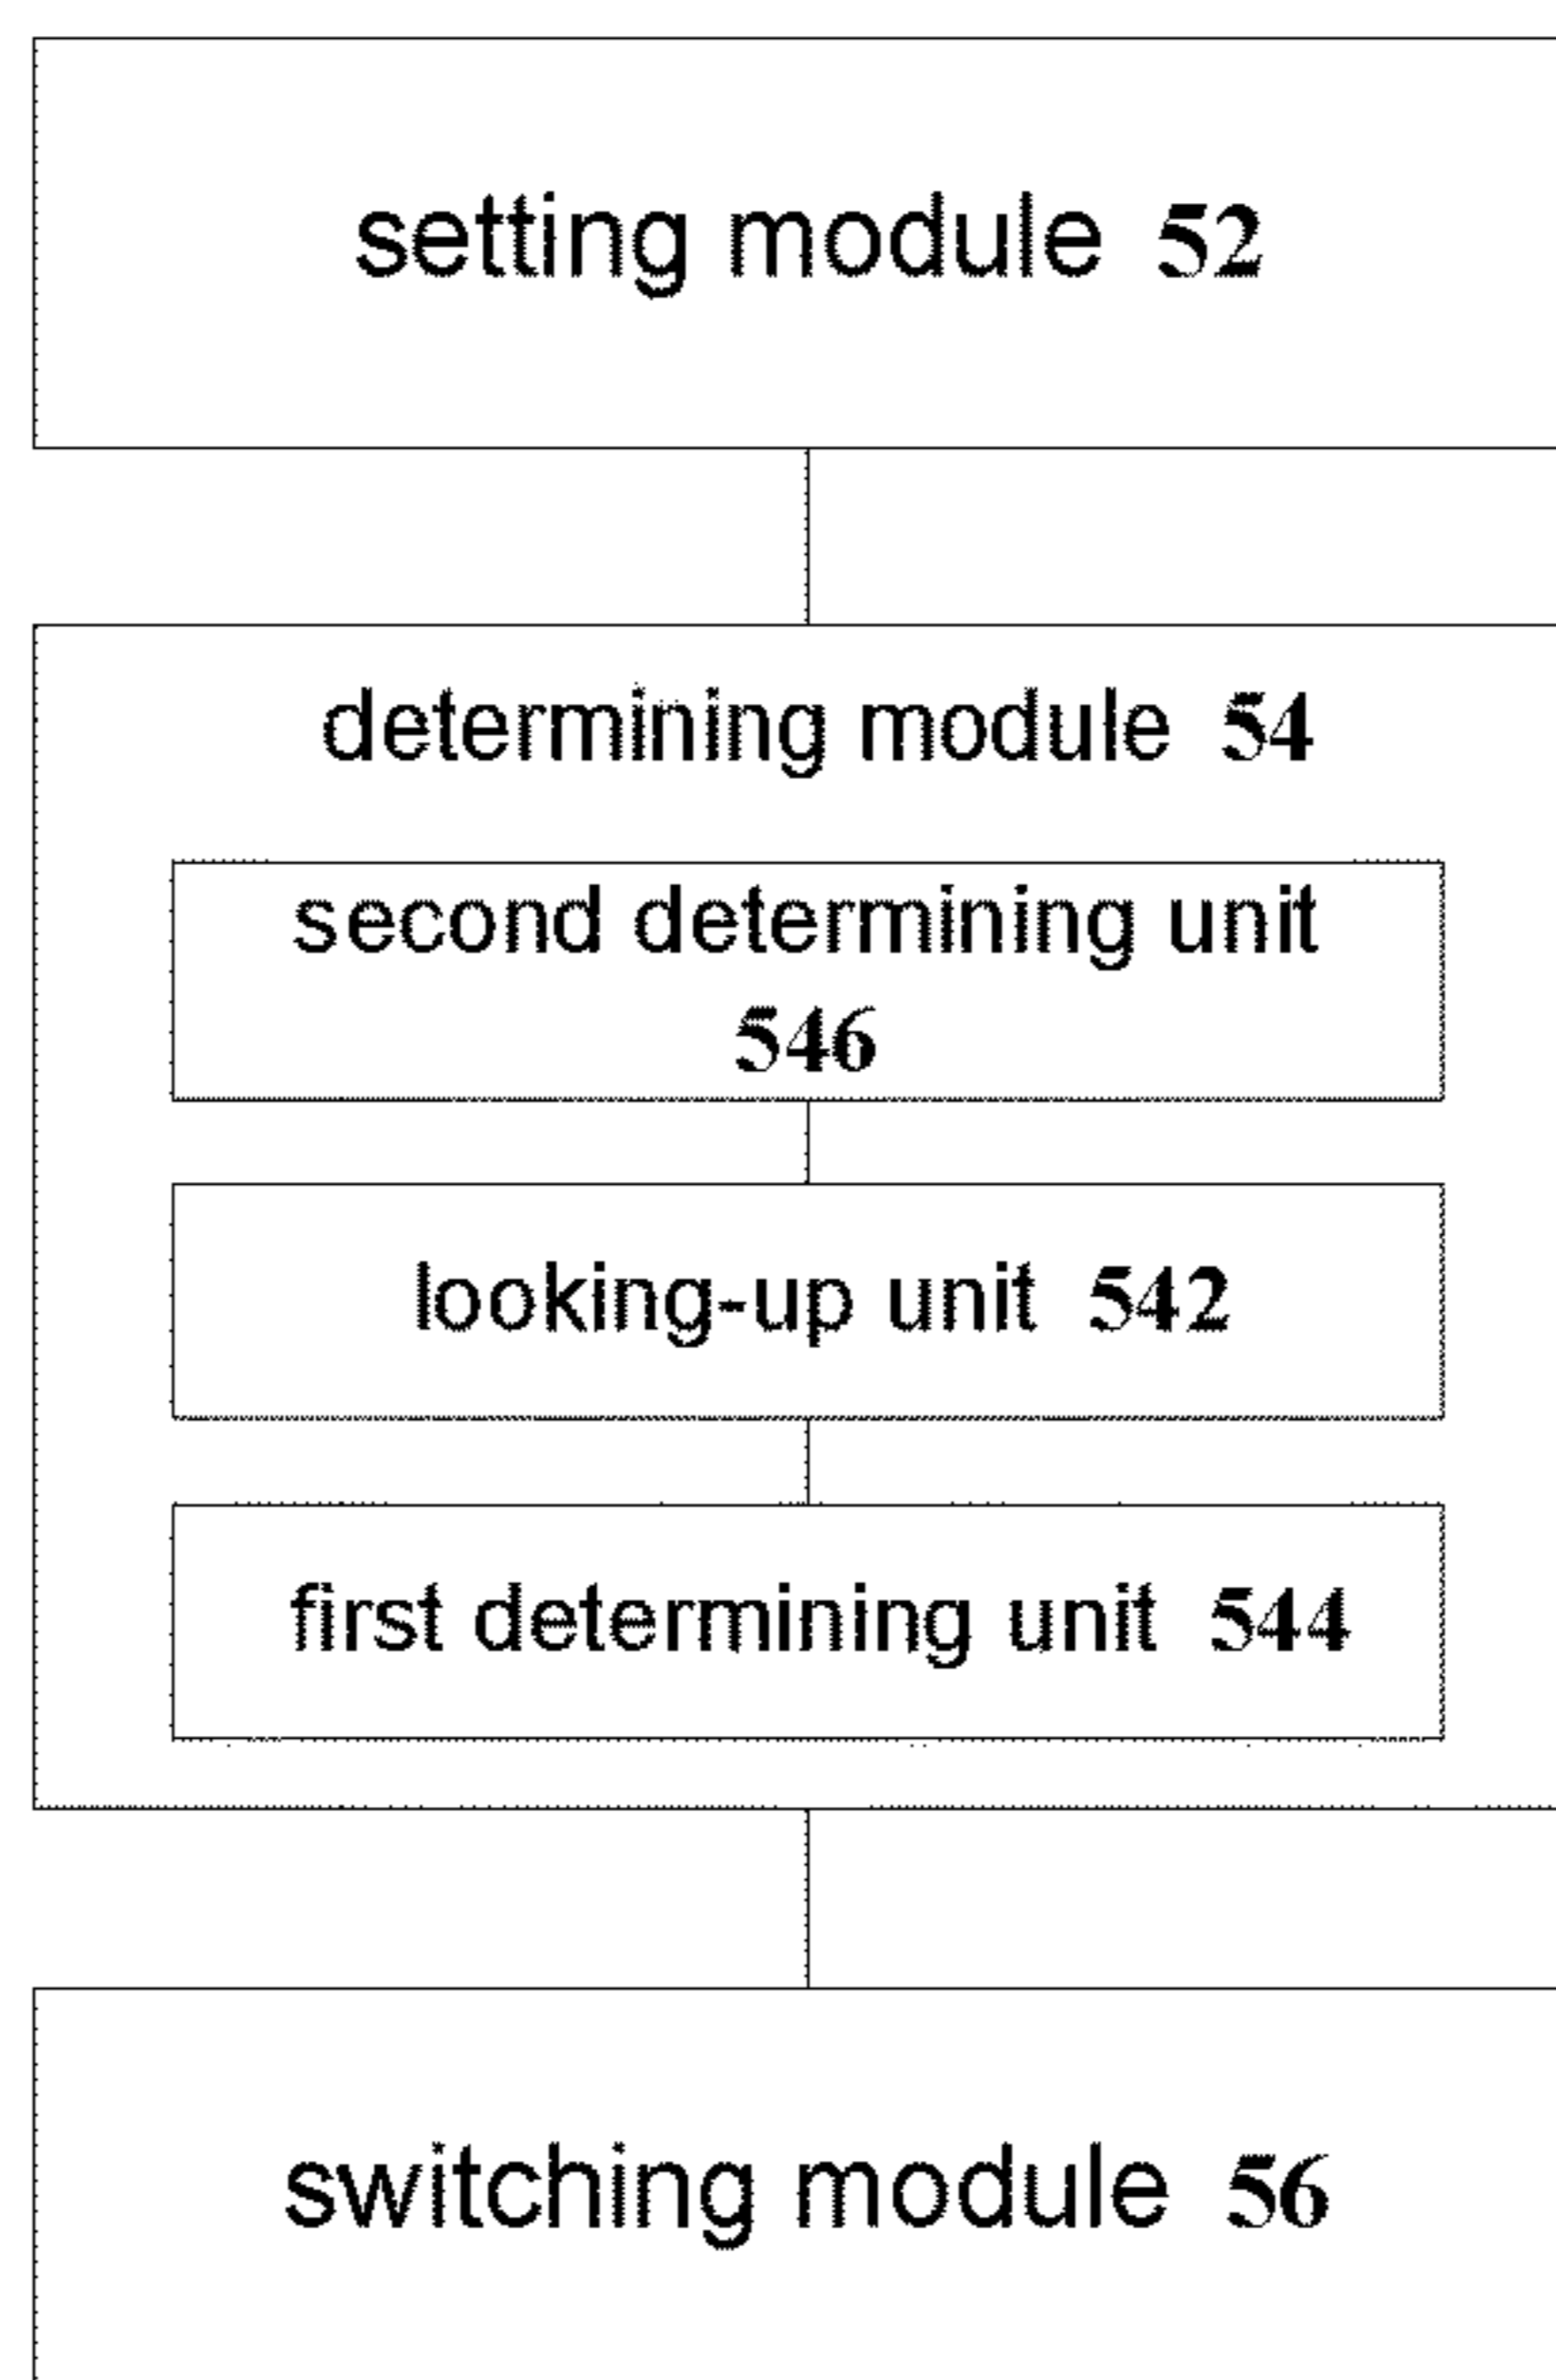 setting module 52
determining module 54
second determining unit
546
looking-up unit 542
first determining unit 544
switching module 56